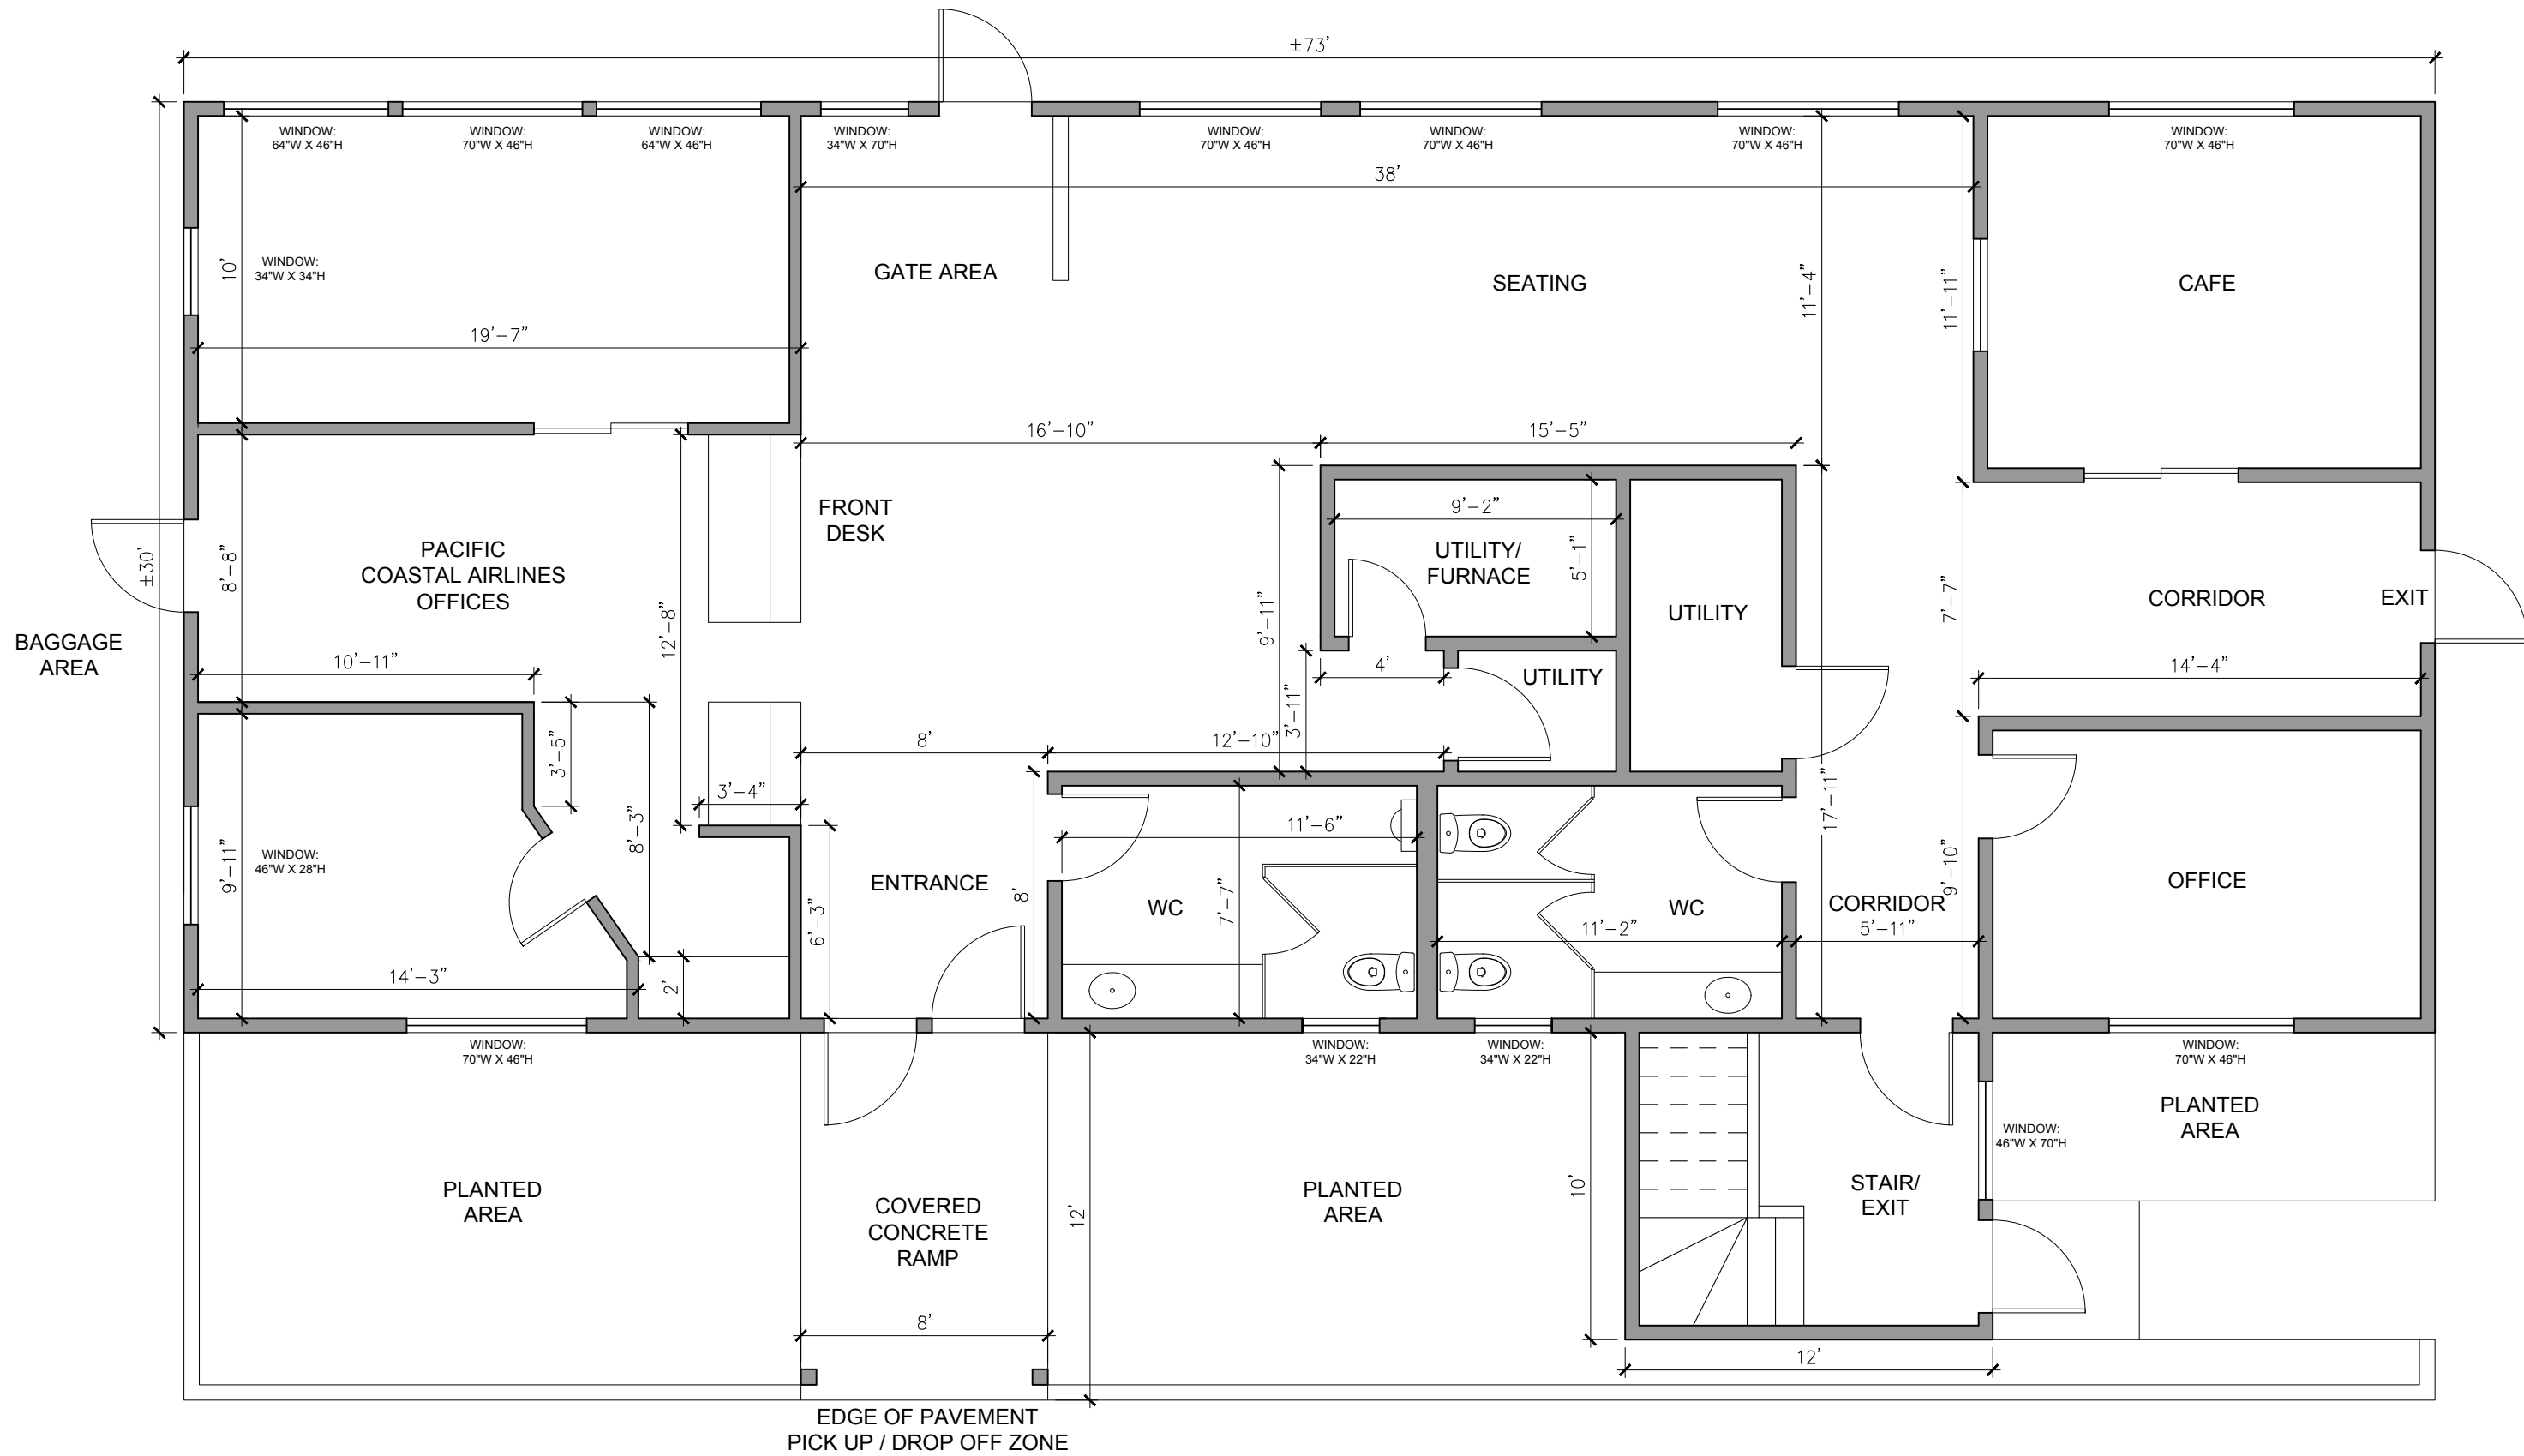 ±73'
WINDOW:
64"W X 46"H
WINDOW:
70"W X 46"H
WINDOW:
64"W X 46"H
WINDOW:
34"W X 70"H
WINDOW:
70"W X 46"H
WINDOW:
70"W X 46"H
WINDOW:
70"W X 46"H
WINDOW:
70"W X 46"H
38'
10'
WINDOW:
34"W X 34"H
GATE AREA
SEATING
11'-4"
11'-11"
CAFE
19'-7"
16'-10"
15'-5"
FRONT
DESK
9'-2"
±30'
8'-8"
PACIFIC
COASTAL AIRLINES
OFFICES
UTILITY/
FURNACE
5'-1"
UTILITY
7'-7"
CORRIDOR
EXIT
BAGGAGE
AREA
12'-8"
9'-11"
10'-11"
4'
UTILITY
14'-4"
3'-11"
3'-5"
8'
12'-10"
3'-4"
17'-11"
8'-3"
11'-6"
9'-11"
WINDOW:
46"W X 28"H
ENTRANCE
8'
7'-7"
WC
WC
9'-10"
OFFICE
CORRIDOR
6'-3"
11'-2"
5'-11"
14'-3"
2'
WINDOW:
70"W X 46"H
WINDOW:
34"W X 22"H
WINDOW:
34"W X 22"H
WINDOW:
70"W X 46"H
PLANTED
AREA
WINDOW:
46"W X 70"H
PLANTED
AREA
COVERED
CONCRETE
RAMP
12'
PLANTED
AREA
10'
STAIR/
EXIT
8'
12'
EDGE OF PAVEMENT
PICK UP / DROP OFF ZONE